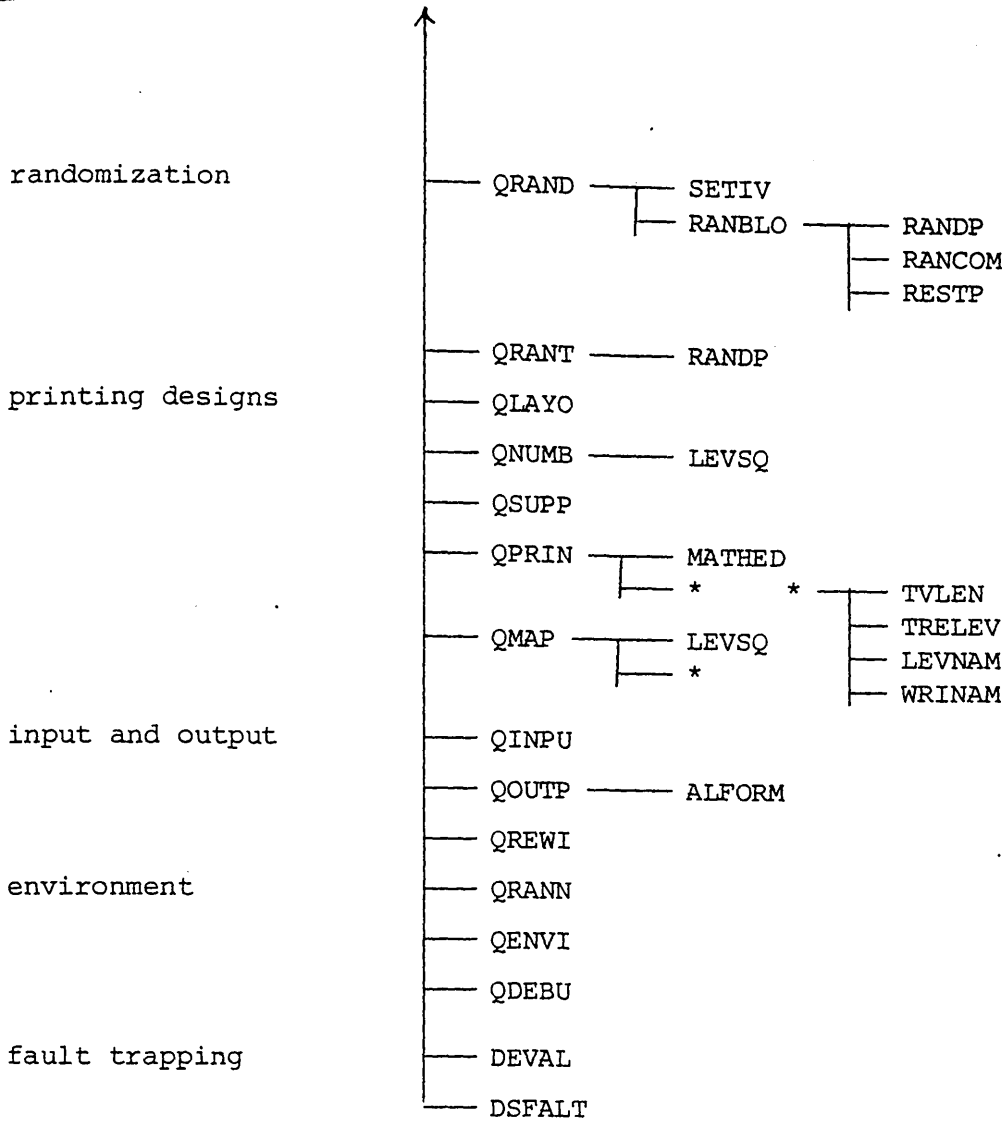 randomization QRAND SETIV
RANBLO RANDP
RANCOM
RESTP
QRANT RANDP
printing designs QLAYO
QNUMB LEVSQ
QSUPP
QPRIN MATHED
* * TVLEN
TRELEV
QMAP LEVSQ LEVNAM
* WRINAM
input and output QINPU
QOUTP ALFORM
QREWI
environment QRANN
QENVI
QDEBU
fault trapping DEVAL
DSFALT